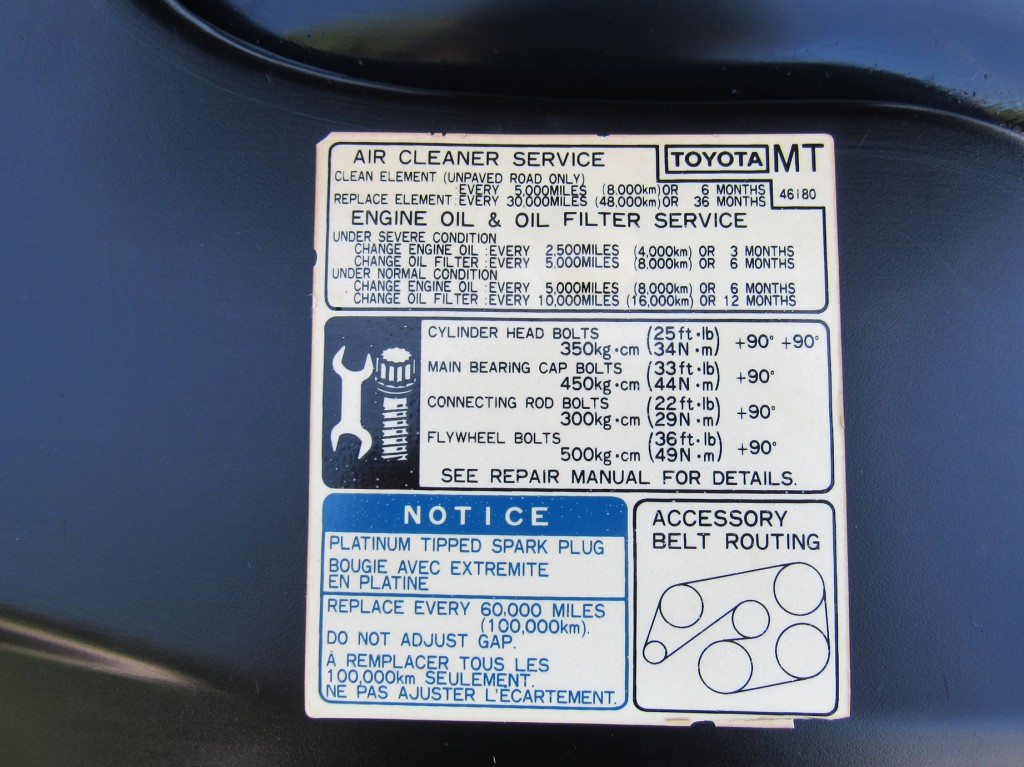 AIR CLEANER SERVICE
TOYOTA MT
CLEAN ELEMENT (UNPAVED ROAD ONLY)
:EVERY 5,000MILES (8,000km)OR 6 MONTHS
REPLACE ELEMENT:EVERY 30,000MILES (48,000km)OR 36 MONTHS
46180
ENGINE OIL & OIL FILTER SERVICE
UNDER SEVERE CONDITION
CHANGE ENGINE OIL :EVERY 2,500MILES (4,000km) OR 3 MONTHS
CHANGE OIL FILTER :EVERY 5,000MILES (8,000km) OR 6 MONTHS
UNDER NORMAL CONDITION
CHANGE ENGINE OIL :EVERY 5,000MILES (8,000km) OR 6 MONTHS
CHANGE OIL FILTER :EVERY 10,000MILES (16,000km) OR 12 MONTHS
CYLINDER HEAD BOLTS (25ft·lb)
350kg·cm (34N·m) +90° +90°
MAIN BEARING CAP BOLTS (33ft·lb)
450kg·cm (44N·m) +90°
CONNECTING ROD BOLTS (22ft·lb)
300kg·cm (29N·m) +90°
FLYWHEEL BOLTS (36ft·lb)
500kg·cm (49N·m) +90°
SEE REPAIR MANUAL FOR DETAILS.
NOTICE
PLATINUM TIPPED SPARK PLUG
BOUGIE AVEC EXTREMITE
EN PLATINE
REPLACE EVERY 60,000 MILES
(100,000km).
DO NOT ADJUST GAP.
À REMPLACER TOUS LES
100,000km SEULEMENT.
NE PAS AJUSTER L'ÉCARTEMENT.
ACCESSORY
BELT ROUTING